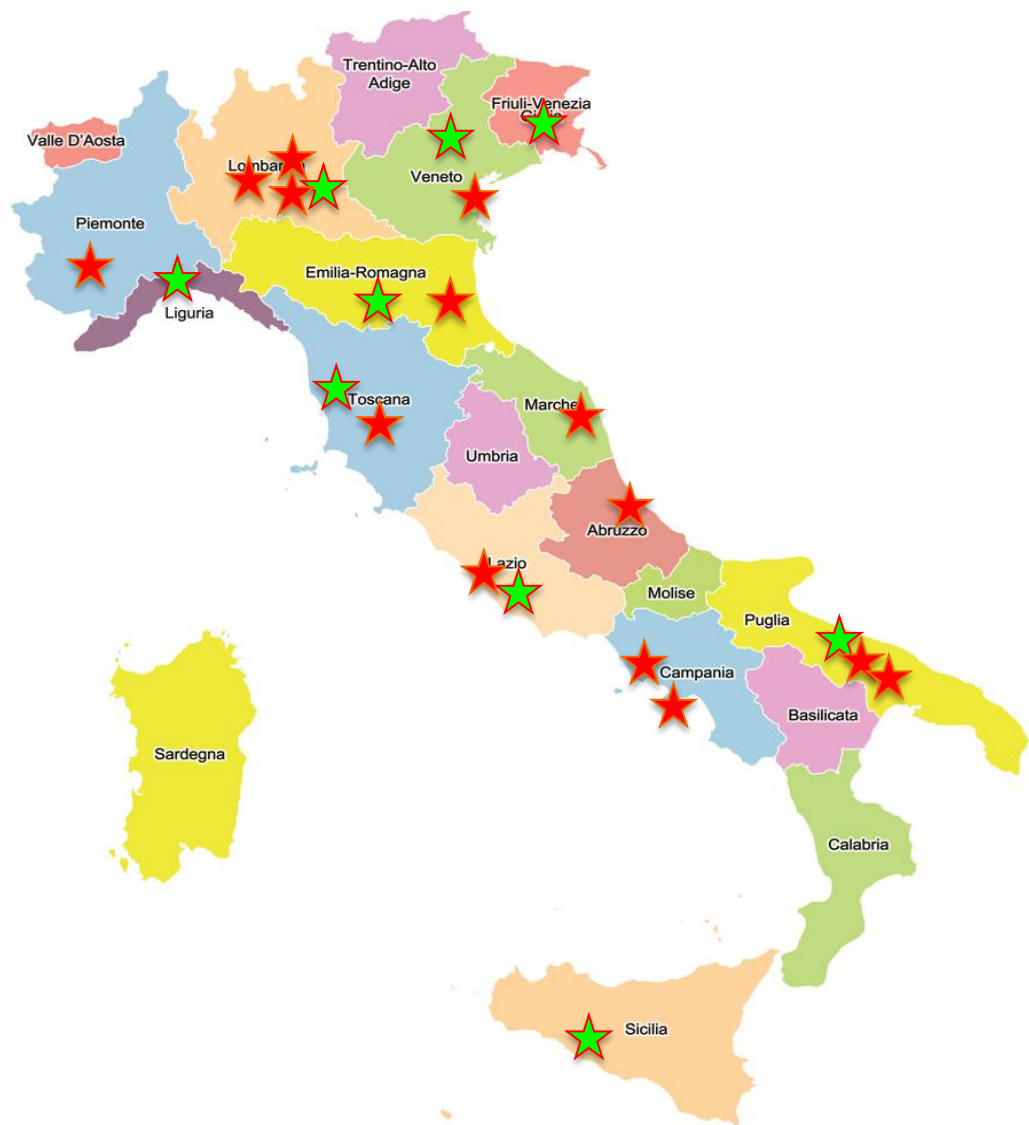 Trentino-Alto
Adige
Friuli-Venezia
Valle D'Aosta
Veneto
Piemonte
Emilia-Romagna
Liguria
Toscana
Marche
Umbria
Abruzzo
Lazio
Molise
Puglia
Campania
Basilicata
Sardegna
Calabria
Sicilia